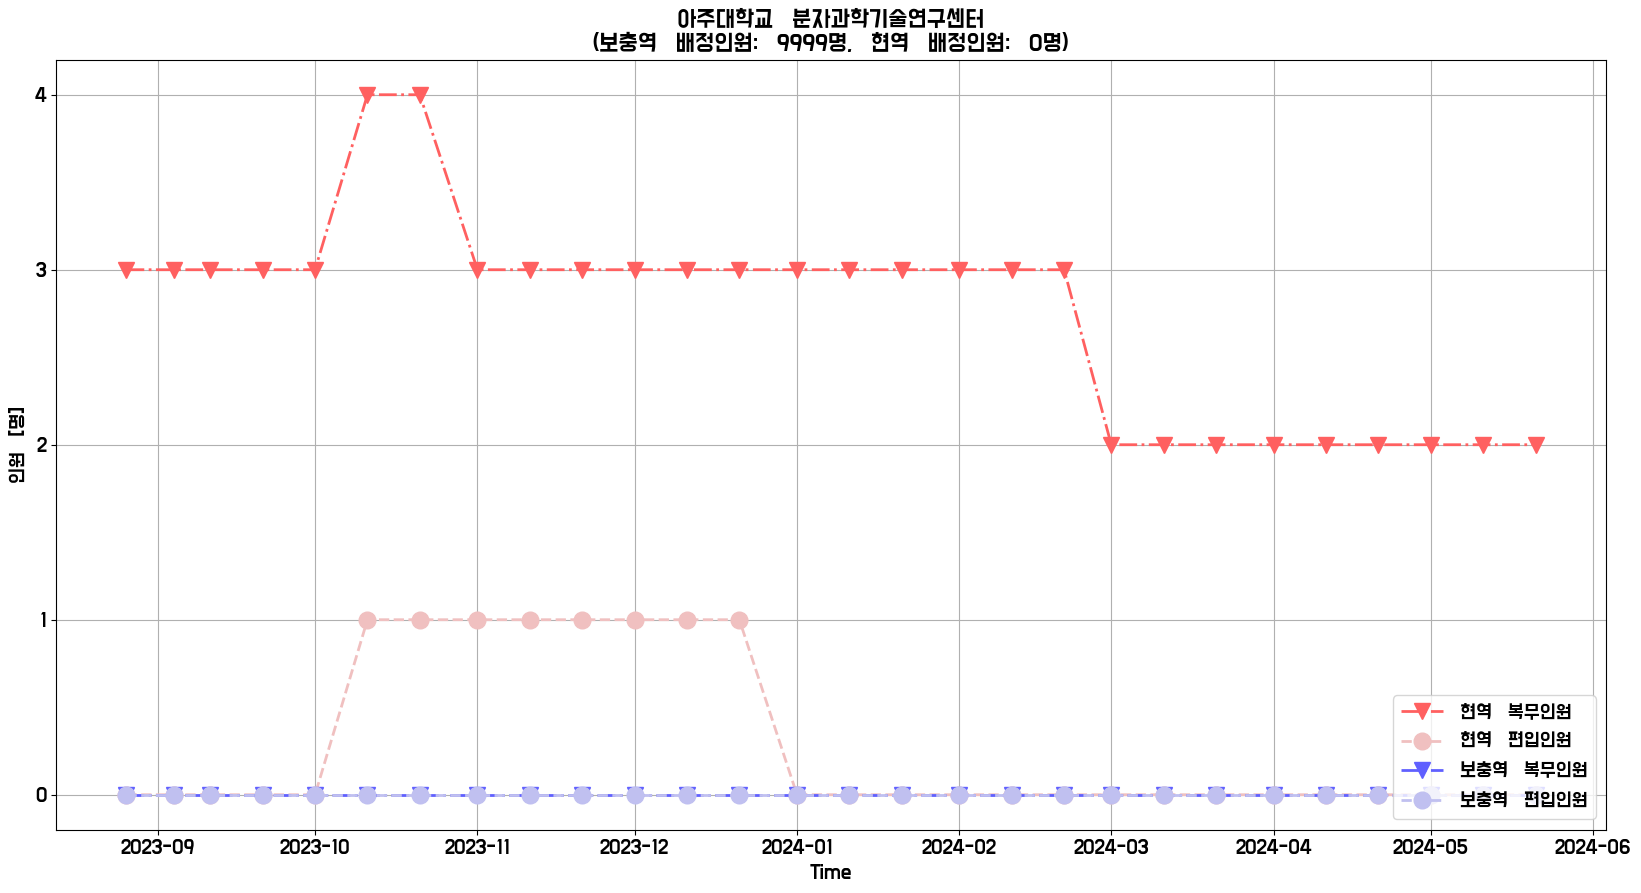 아주대학교 분자과학기술연구센터
(보충역 배정인원: 9999명, 현역 배정인원: 0명)
인원 [명]
4
3
2
1
0
현역 복무인원
현역 편입인원
보충역 복무인원
보충역 편입인원
2023-09 2023-10 2023-11 2023-12 2024-01 2024-02 2024-03 2024-04 2024-05 2024-06
Time